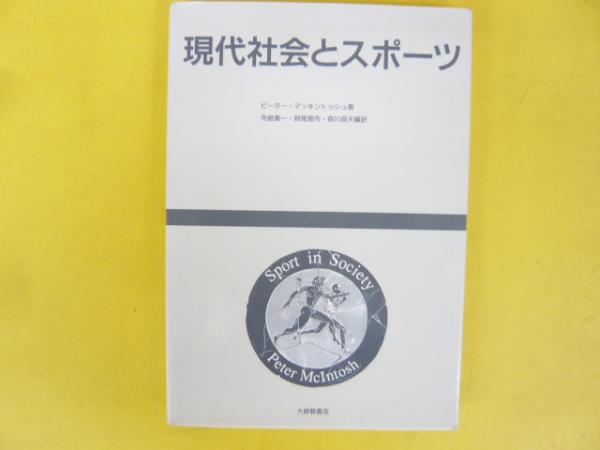 現代社会とスポーツ
ピーター・マッキントッシュ著
寺島善一・岡尾恵市・森川貞夫編訳
Sport in Society
Peter McIntosh
大修館書店